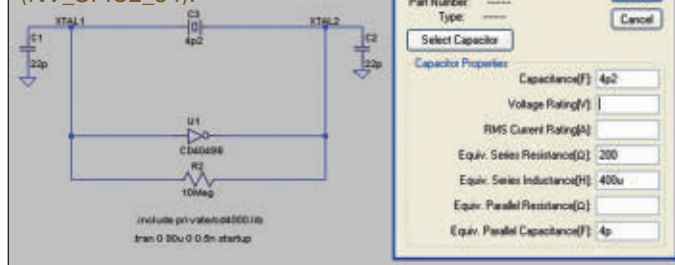 Part Number: -----
Type: -----
Cancel
Select Capacitor
Capacitor Properties
Capacitance[F]: 4p2
Voltage Rating[V]:
RMS Current Rating[A]:
Equiv. Series Resistance[Ω]: 200
Equiv. Series Inductance[H]: 400u
Equiv. Parallel Resistance[Ω]:
Equiv. Parallel Capacitance[F]: 4p
XTAL1
C3
XTAL2
4p2
C1
22p
C2
22p
U1
CD4049B
R2
10Meg
.include private/cd4000.lib
.tran 0 80u 0 0.5n startup